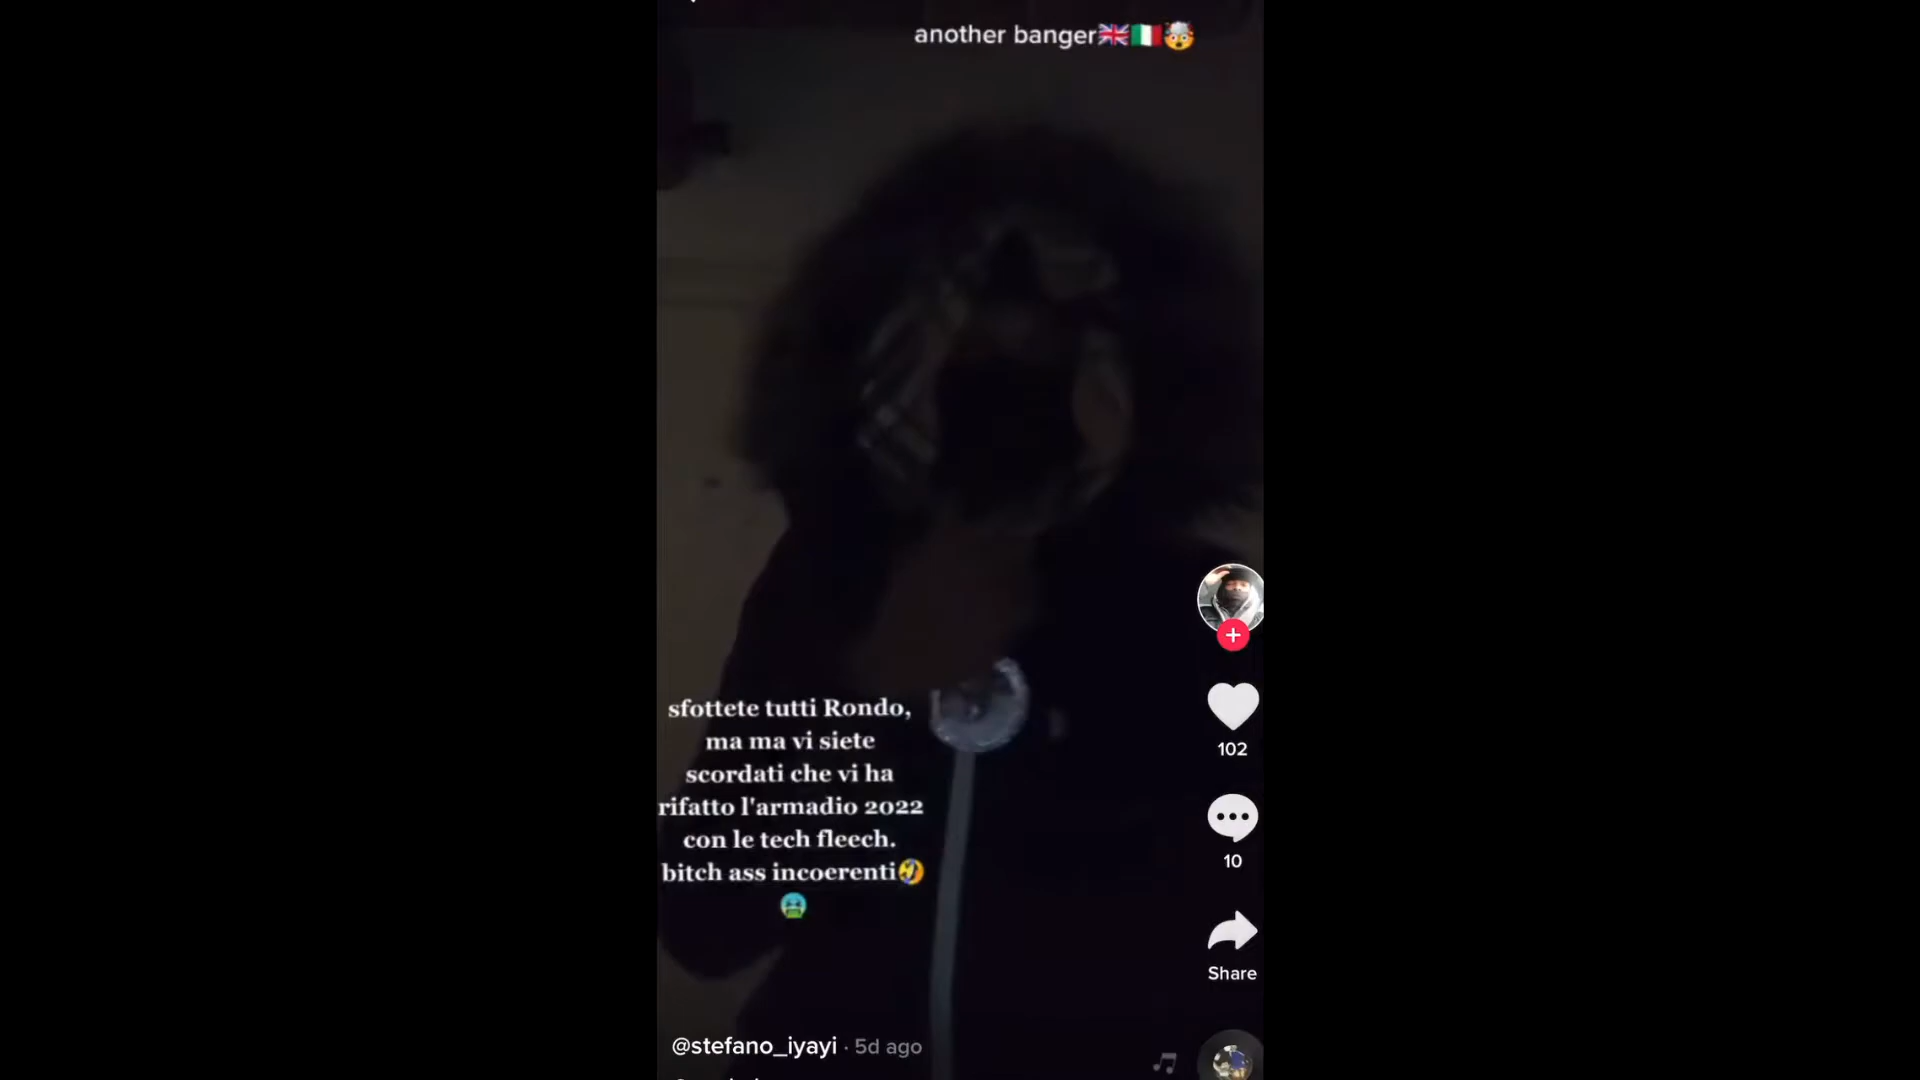 another banger🇬🇧🇮🇹🤯
sfottete tutti Rondo,
ma ma vi siete
scordati che vi ha
rifatto l'armadio 2022
con le tech fleech.
bitch ass incoerenti🤣
🤮
102
10
Share
@stefano_iyayi · 5d ago